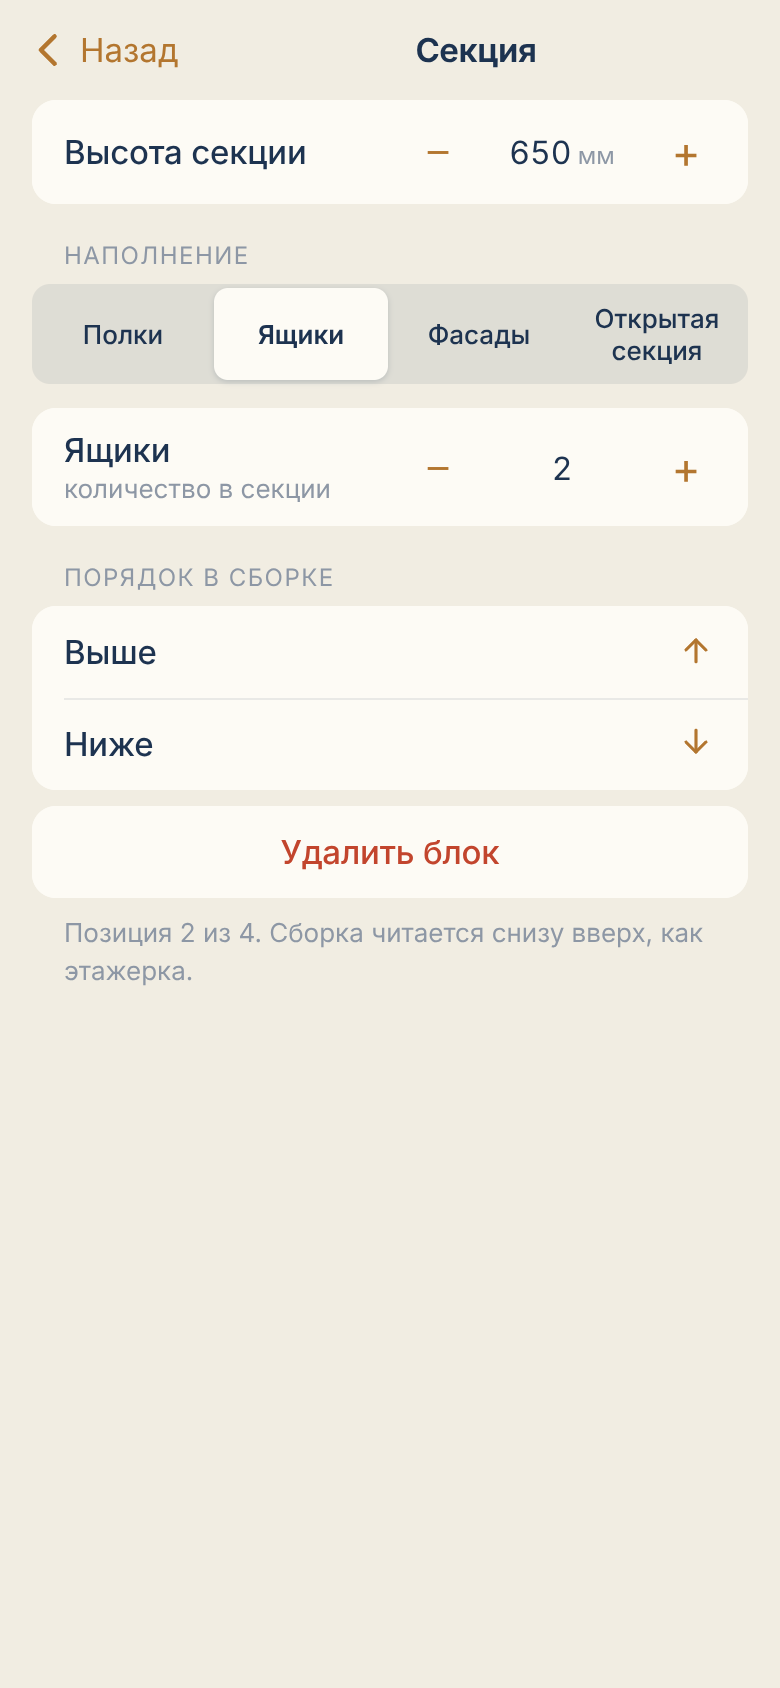 Назад
Секция
Высота секции
− 650 мм +
НАПОЛНЕНИЕ
Полки
Ящики
Фасады
Открытая
секция
Ящики
количество в секции
− 2 +
ПОРЯДОК В СБОРКЕ
Выше
Ниже
Удалить блок
Позиция 2 из 4. Сборка читается снизу вверх, как
этажерка.